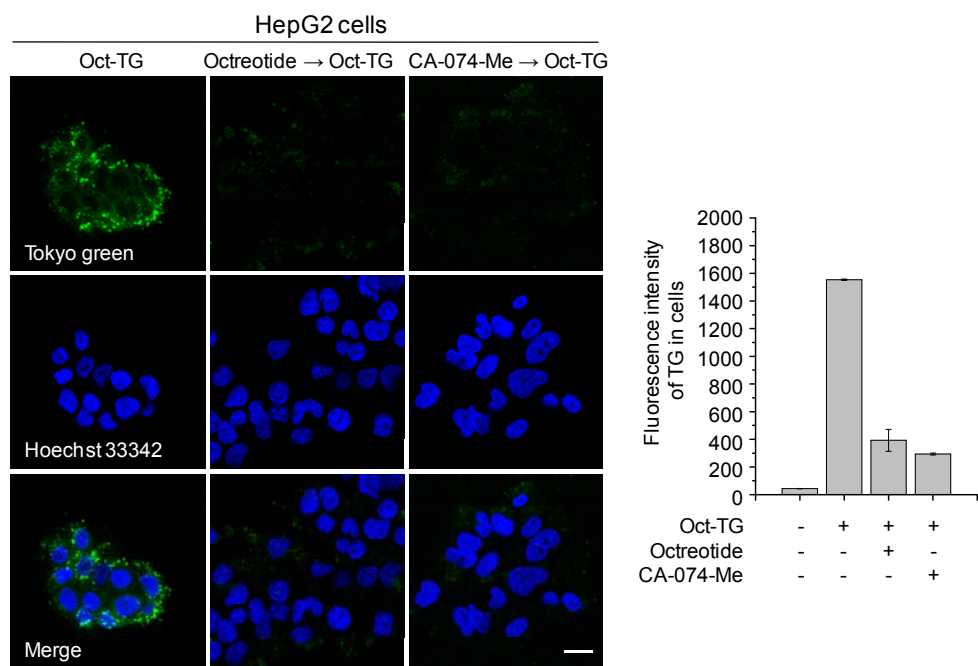 HepG2 cells
Oct-TG
Octreotide → Oct-TG
CA-074-Me → Oct-TG
Tokyo green
Hoechst 33342
Merge
Fluorescence intensity
of TG in cells
2000
1800
1600
1400
1200
1000
800
600
400
200
0
Oct-TG - + + +
Octreotide - - + -
CA-074-Me - - - +